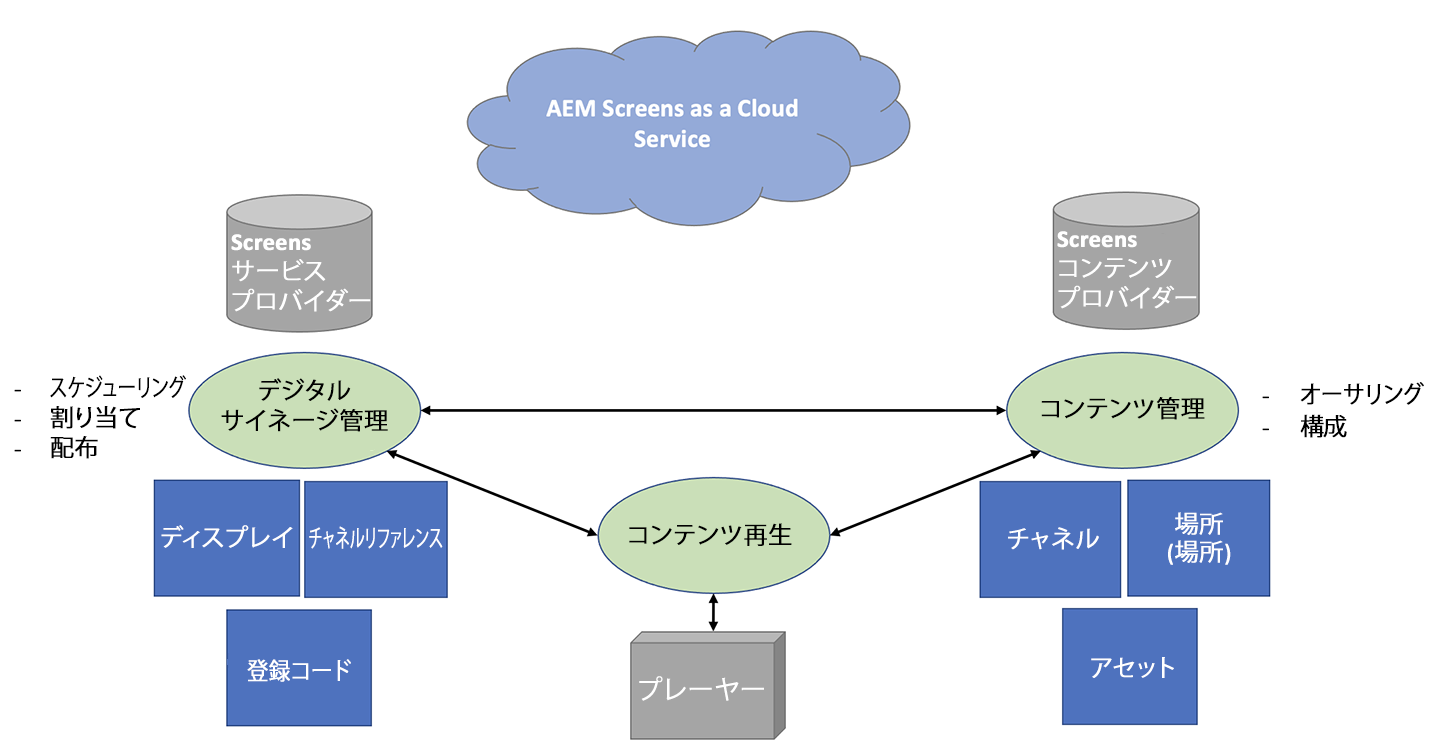 AEM Screens as a Cloud
Service
Screens
サービス
プロバイダー
Screens
コンテンツ
プロバイダー
- スケジューリング
- 割り当て
- 配布
デジタル
サイネージ管理
コンテンツ管理
- オーサリング
- 構成
ディスプレイ
チャネルリファレンス
登録コード
コンテンツ再生
プレーヤー
チャネル
場所
(場所)
アセット